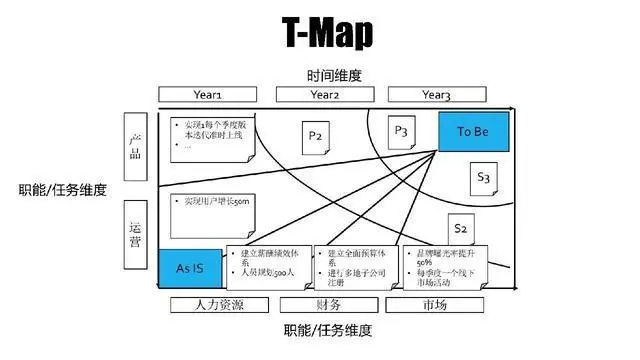 T-Map
时间维度
Year1
Year2
Year3
产品
• 实现1每个季度版
本迭代准时上线
• ...
P2
P3
To Be
S3
职能/任务维度
运营
• 实现用户增长50m
S2
As IS
• 建立薪酬绩效体
系
• 人员规划500人
• 建立全面预算体
系
• 进行多地子公司
注册
• 品牌曝光率提升
50%
• 每季度一个线下
市场活动
人力资源
财务
市场
职能/任务维度